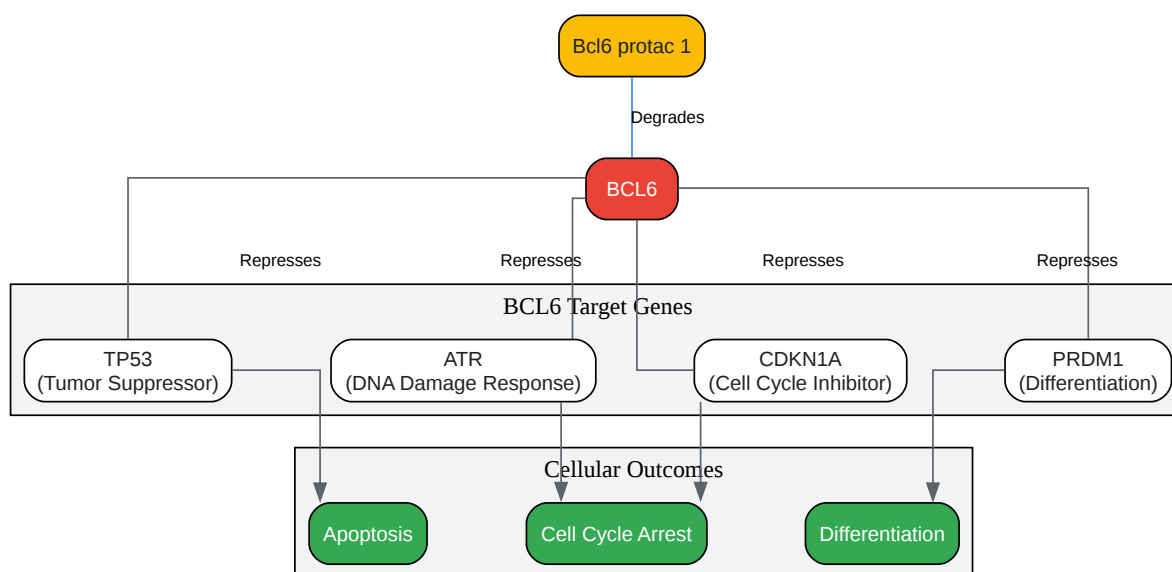 Bcl6 protac 1
Degrades
BCL6
Represses
Represses
Represses
Represses
BCL6 Target Genes
TP53
(Tumor Suppressor)
ATR
(DNA Damage Response)
CDKN1A
(Cell Cycle Inhibitor)
PRDM1
(Differentiation)
Cellular Outcomes
Apoptosis
Cell Cycle Arrest
Differentiation